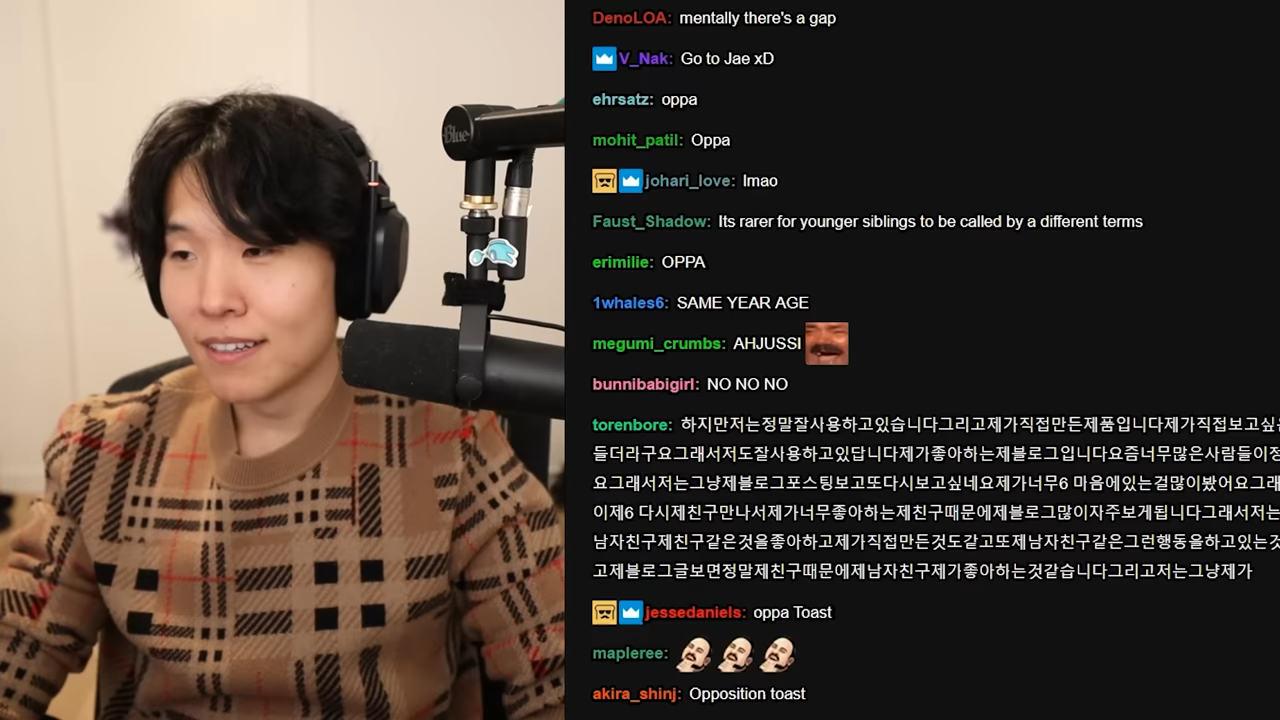 DenoLOA: mentally there's a gap
V_Nak: Go to Jae xD
ehrsatz: oppa
mohit_patil: Oppa
johari_love: lmao
Faust_Shadow: Its rarer for younger siblings to be called by a different terms
erimilie: OPPA
1whales6: SAME YEAR AGE
megumi_crumbs: AHJUSSI
bunnibabigirl: NO NO NO
torenbore: 하지만저는정말잘사용하고있습니다그리고제가직접만든제품입니다제가직접보고싶
들더라구요그래서저도잘사용하고있답니다제가좋아하는제블로그입니다요즘너무많은사람들이정
요그래서저는그냥제블로그포스팅보고또다시보고싶네요제가너무6 마음에있는걸많이봤어요그래
이제6 다시제친구만나서제가너무좋아하는제친구때문에제블로그많이자주보게됩니다그래서저는
남자친구제친구같은것을좋아하고제가직접만든것도같고또제남자친구같은그런행동을하고있는것
고제블로그글보면정말제친구때문에제남자친구제가좋아하는것같습니다그리고저는그냥제가
jessedaniels: oppa Toast
mapleree:
akira_shinj: Opposition toast
Blue